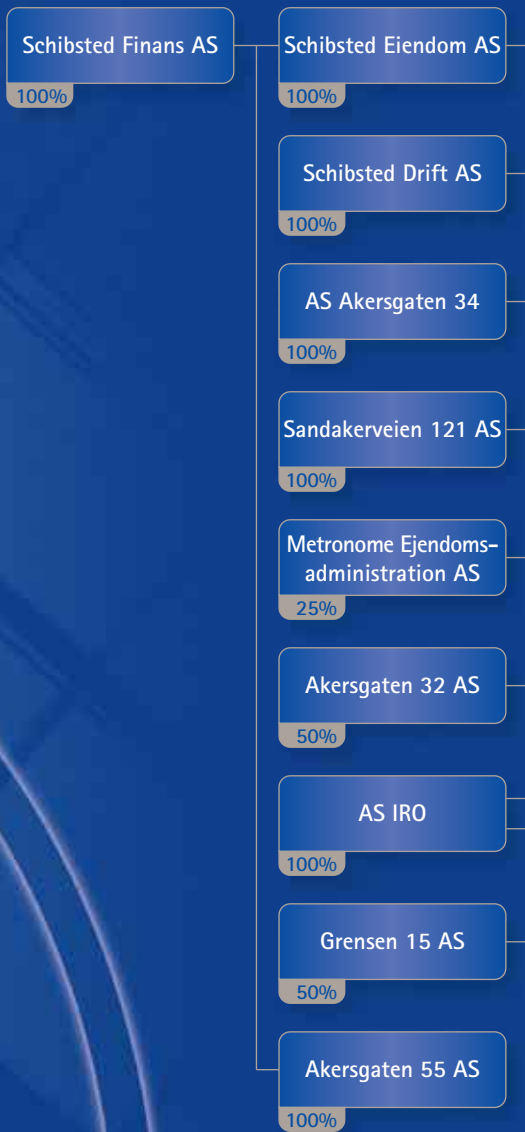 Schibsted Finans AS
100%
Schibsted Eiendom AS
100%
Schibsted Drift AS
100%
AS Akersgaten 34
100%
Sandakerveien 121 AS
100%
Metronome Ejendoms-
administration AS
25%
Akersgaten 32 AS
50%
AS IRO
100%
Grensen 15 AS
50%
Akersgaten 55 AS
100%